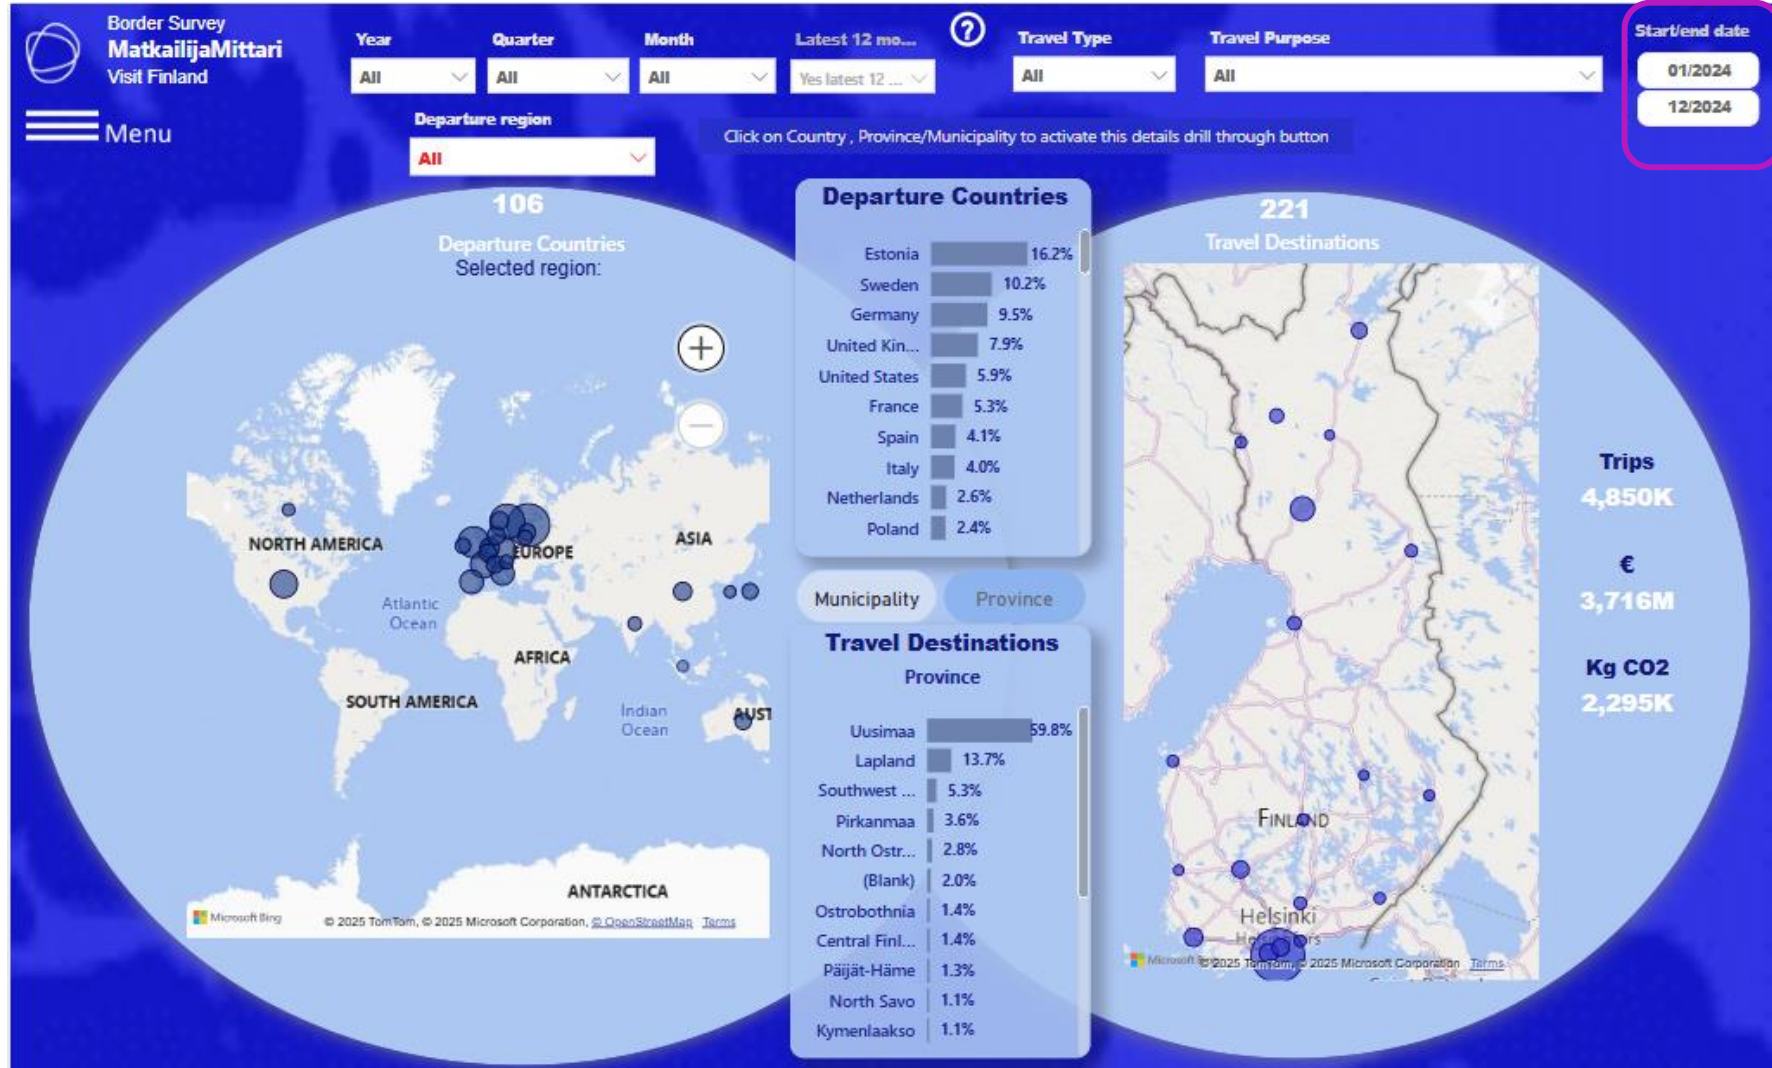 Border Survey
MatkailijaMittari
Visit Finland
Menu
Year
All
Quarter
All
Month
All
Latest 12 mo...
Yes latest 12 ...
?
Travel Type
All
Travel Purpose
All
Start/end date
01/2024
12/2024
Departure region
All
Click on Country , Province/Municipality to activate this details drill through button
106
Departure Countries
Selected region:
NORTH AMERICA
EUROPE
ASIA
Atlantic
Ocean
AFRICA
SOUTH AMERICA
Indian
Ocean
AUST
ANTARCTICA
Microsoft Bing
© 2025 TomTom, © 2025 Microsoft Corporation, © OpenStreetMap Terms
Departure Countries
Estonia 16.2%
Sweden 10.2%
Germany 9.5%
United Kin... 7.9%
United States 5.9%
France 5.3%
Spain 4.1%
Italy 4.0%
Netherlands 2.6%
Poland 2.4%
Municipality
Province
Travel Destinations
Province
Uusimaa 59.8%
Lapland 13.7%
Southwest ... 5.3%
Pirkanmaa 3.6%
North Ostr... 2.8%
(Blank) 2.0%
Ostrobothnia 1.4%
Central Finl... 1.4%
Päijät-Häme 1.3%
North Savo 1.1%
Kymenlaakso 1.1%
221
Travel Destinations
FINLAND
Helsinki
Microsoft
© 2025 TomTom, © 2025 Microsoft Corporation Terms
Trips
4,850K
€
3,716M
Kg CO2
2,295K